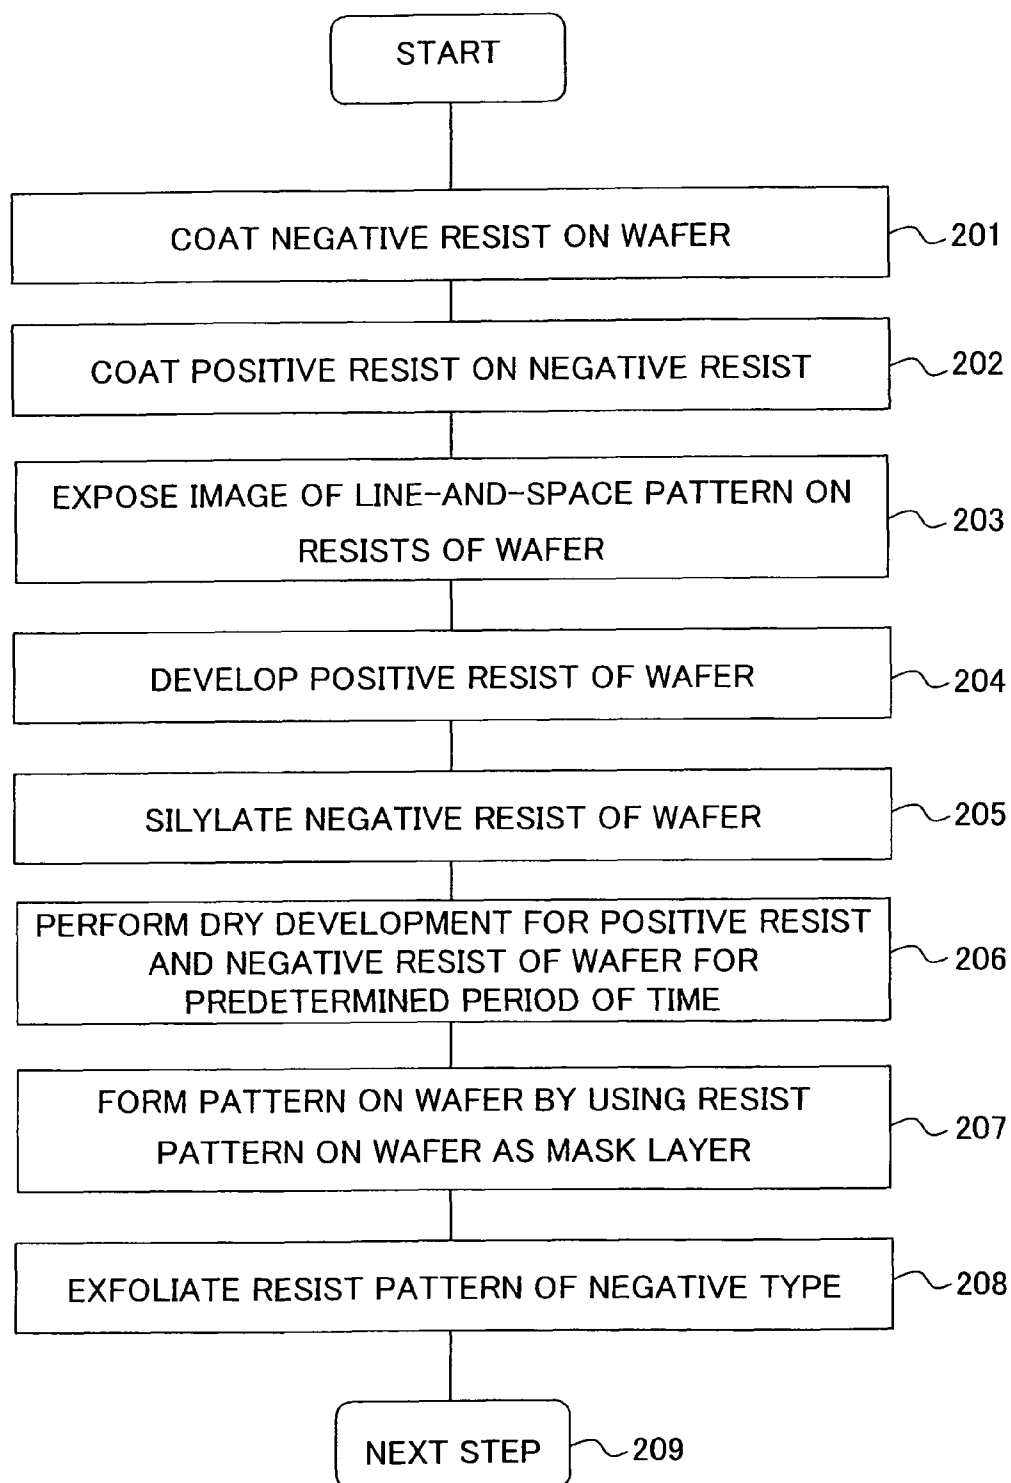 START
COAT NEGATIVE RESIST ON WAFER
201
COAT POSITIVE RESIST ON NEGATIVE RESIST
202
EXPOSE IMAGE OF LINE-AND-SPACE PATTERN ON
RESISTS OF WAFER
203
DEVELOP POSITIVE RESIST OF WAFER
204
SILYLATE NEGATIVE RESIST OF WAFER
205
PERFORM DRY DEVELOPMENT FOR POSITIVE RESIST
AND NEGATIVE RESIST OF WAFER FOR
PREDETERMINED PERIOD OF TIME
206
FORM PATTERN ON WAFER BY USING RESIST
PATTERN ON WAFER AS MASK LAYER
207
EXFOLIATE RESIST PATTERN OF NEGATIVE TYPE
208
NEXT STEP
209